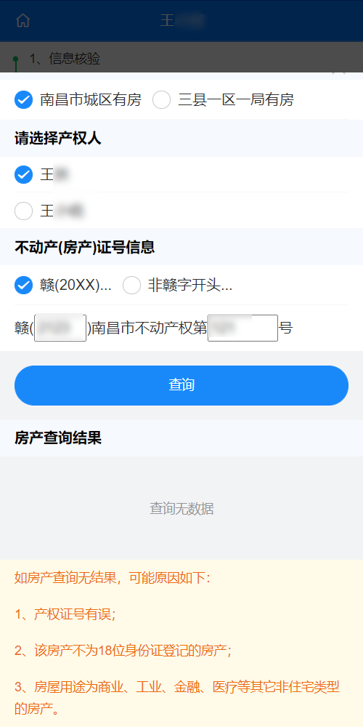 王
1、信息核验
南昌市城区有房 三县一区一局有房
请选择产权人
王
王
不动产(房产)证号信息
赣(20XX)... 非赣字开头...
赣( )南昌市不动产权第 号
查询
房产查询结果
查询无数据
如房产查询无结果，可能原因如下：
1、产权证号有误；
2、该房产不为18位身份证登记的房产；
3、房屋用途为商业、工业、金融、医疗等其它非住宅类型
的房产。